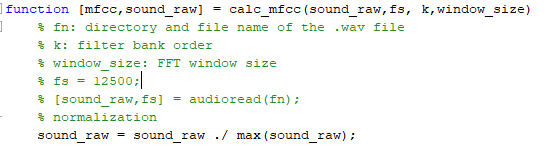 function [mfcc,sound_raw] = calc_mfcc(sound_raw,fs, k,window_size)
% fn: directory and file name of the .wav file
% k: filter bank order
% window_size: FFT window size
% fs = 12500;
% [sound_raw,fs] = audioread(fn);
% normalization
sound_raw = sound_raw ./ max(sound_raw);